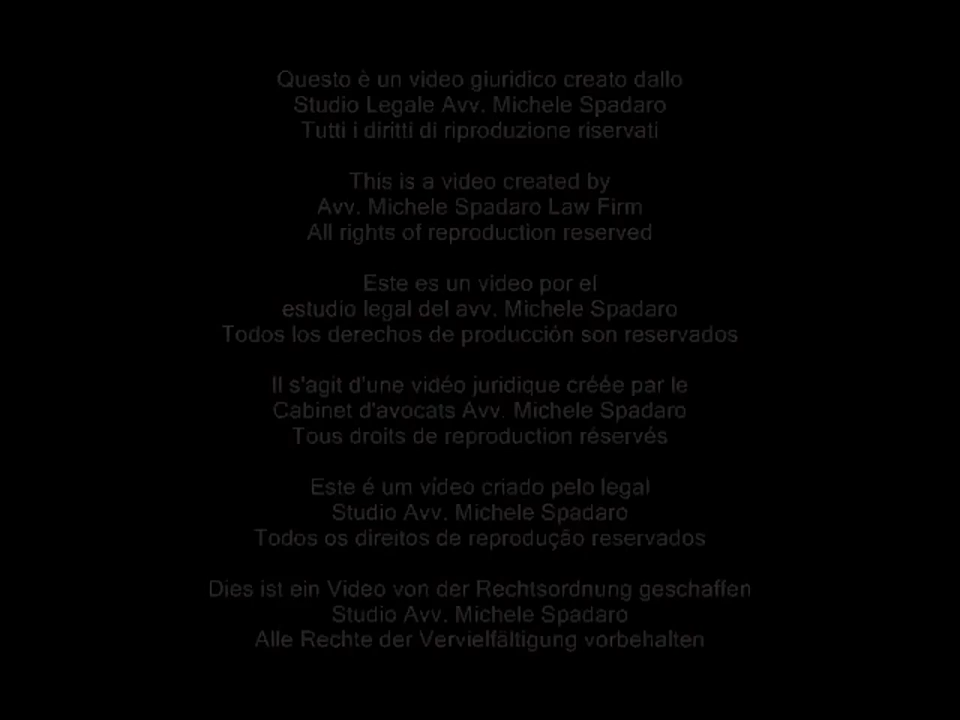 Questo è un video giuridico creato dallo
Studio Legale Avv. Michele Spadaro
Tutti i diritti di riproduzione riservati
This is a video created by
Avv. Michele Spadaro Law Firm
All rights of reproduction reserved
Este es un video por el
estudio legal del avv. Michele Spadaro
Todos los derechos de producción son reservados
Il s'agit d'une vidéo juridique créée par le
Cabinet d'avocats Avv. Michele Spadaro
Tous droits de reproduction réservés
Este é um vídeo criado pelo legal
Studio Avv. Michele Spadaro
Todos os direitos de reprodução reservados
Dies ist ein Video von der Rechtsordnung geschaffen
Studio Avv. Michele Spadaro
Alle Rechte der Vervielfältigung vorbehalten